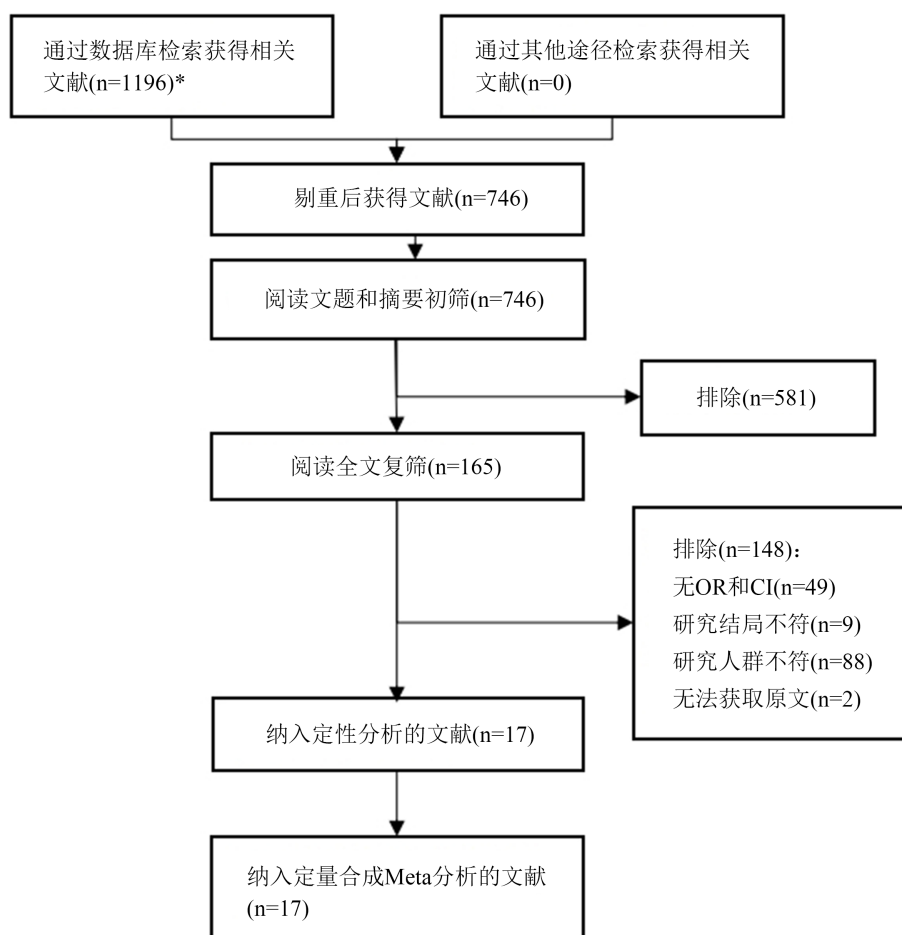 通过数据库检索获得相关
文献(n=1196)*
通过其他途径检索获得相关
文献(n=0)
剔重后获得文献(n=746)
阅读文题和摘要初筛(n=746)
排除(n=581)
阅读全文复筛(n=165)
排除(n=148)：
无OR和CI(n=49)
研究结局不符(n=9)
研究人群不符(n=88)
无法获取原文(n=2)
纳入定性分析的文献(n=17)
纳入定量合成Meta分析的文献
(n=17)